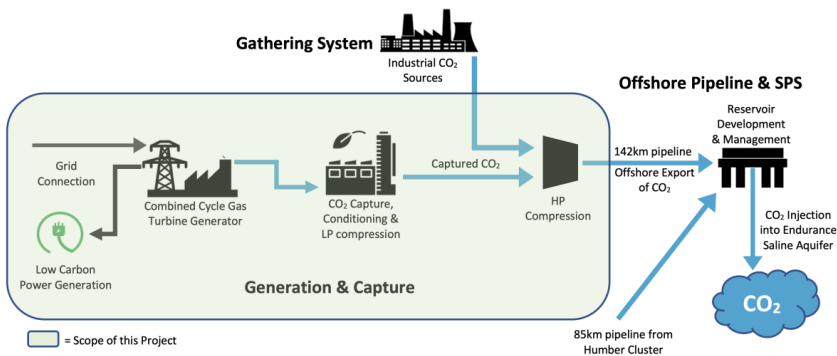 Gathering System
Industrial CO₂
Sources
Offshore Pipeline & SPS
Reservoir
Development
& Management
Grid
Connection
Combined Cycle Gas
Turbine Generator
Low Carbon
Power Generation
CO₂ Capture,
Conditioning &
LP compression
Captured CO₂
HP
Compression
142km pipeline
Offshore Export
of CO₂
CO₂ Injection
into Endurance
Saline Aquifer
CO₂
Generation & Capture
85km pipeline from
Humber Cluster
= Scope of this Project